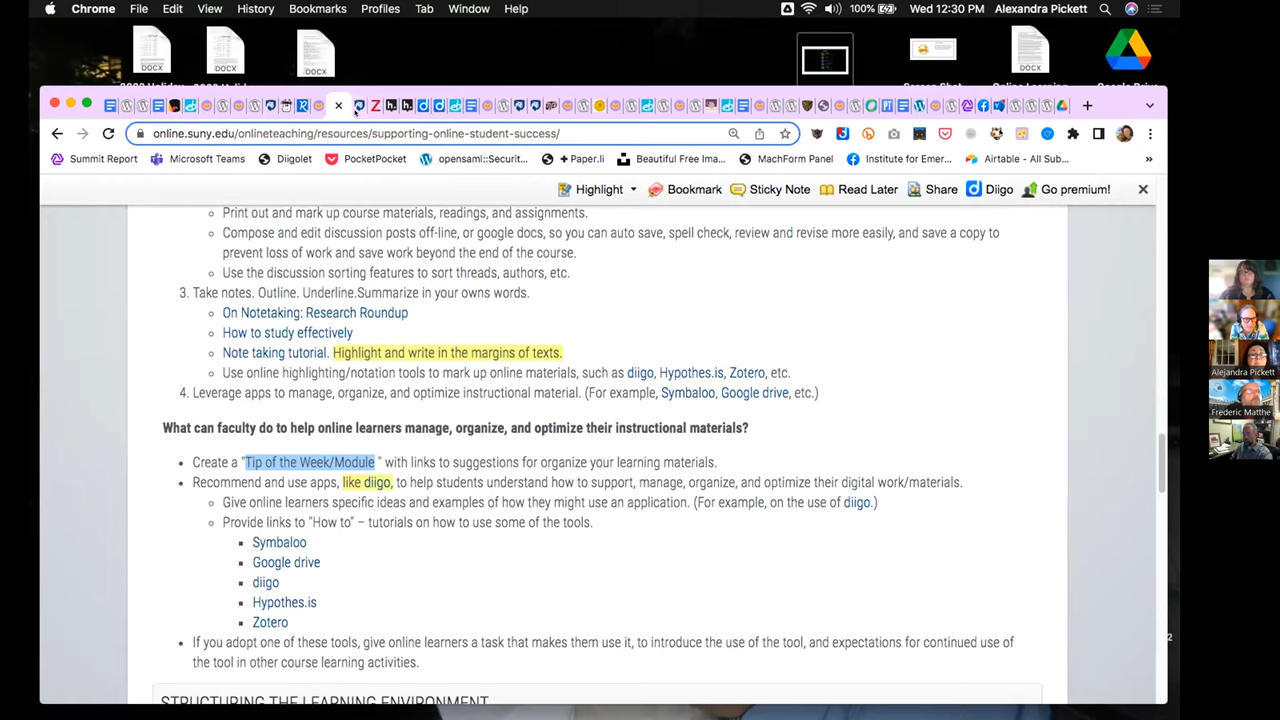 Chrome File Edit View History Bookmarks Profiles Tab Window Help 100% Wed 12:30 PM Alexandra Pickett
DOCX DOCX DOCX DOCX
online.suny.edu/onlineteaching/resources/supporting-online-student-success/
Summit Report Microsoft Teams Diigolet PocketPocket opensaml::Securit... + Paper.li Beautiful Free Ima... MachForm Panel Institute for Emer... Airtable - All Sub... »
Highlight Bookmark Sticky Note Read Later Share Diigo Go premium!
Print out and mark up course materials, readings, and assignments.
Compose and edit discussion posts off-line, or google docs, so you can auto save, spell check, review and revise more easily, and save a copy to
prevent loss of work and save work beyond the end of the course.
Use the discussion sorting features to sort threads, authors, etc.
3. Take notes. Outline. Underline.Summarize in your owns words.
On Notetaking: Research Roundup
How to study effectively
Note taking tutorial. Highlight and write in the margins of texts.
Use online highlighting/notation tools to mark up online materials, such as diigo, Hypothes.is, Zotero, etc.
4. Leverage apps to manage, organize, and optimize instructional material. (For example, Symbaloo, Google drive, etc.)
What can faculty do to help online learners manage, organize, and optimize their instructional materials?
Create a "Tip of the Week/Module " with links to suggestions for organize your learning materials.
Recommend and use apps, like diigo, to help students understand how to support, manage, organize, and optimize their digital work/materials.
Give online learners specific ideas and examples of how they might use an application. (For example, on the use of diigo.)
Provide links to "How to" – tutorials on how to use some of the tools.
Symbaloo
Google drive
diigo
Hypothes.is
Zotero
If you adopt one of these tools, give online learners a task that makes them use it, to introduce the use of the tool, and expectations for continued use of
the tool in other course learning activities.
STRUCTURING THE LEARNING ENVIRONMENT
Alejandra Pickett
Frederic Matthe